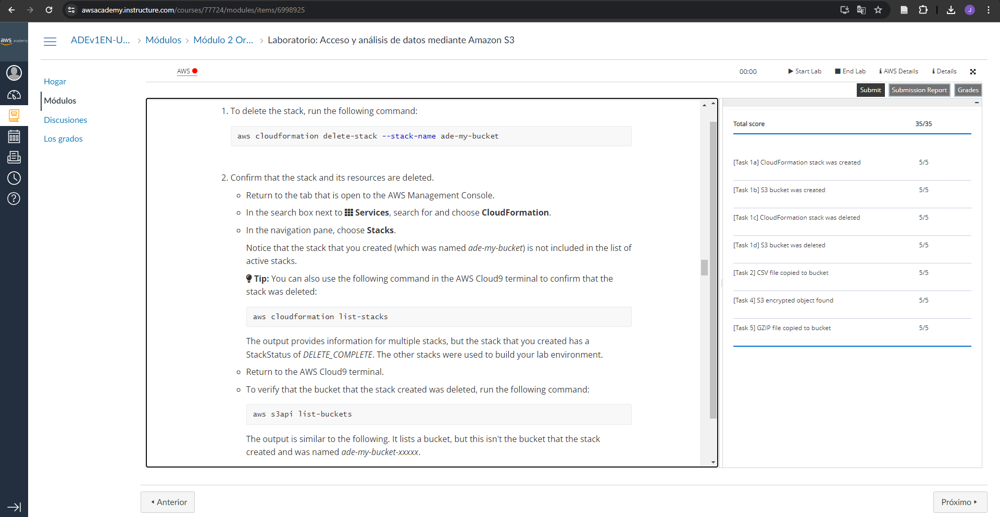 awsacademy.instructure.com/courses/77724/modules/items/6998925
J
aws academy
ADEv1EN-U... > Módulos > Módulo 2 Or... > Laboratorio: Acceso y análisis de datos mediante Amazon S3
Hogar
Módulos
Discusiones
Los grados
AWS
00:00
Start Lab
End Lab
AWS Details
Details
Submit
Submission Report
Grades
1. To delete the stack, run the following command:
aws cloudformation delete-stack --stack-name ade-my-bucket
2. Confirm that the stack and its resources are deleted.
Return to the tab that is open to the AWS Management Console.
In the search box next to Services, search for and choose CloudFormation.
In the navigation pane, choose Stacks.
Notice that the stack that you created (which was named ade-my-bucket) is not included in the list of
active stacks.
Tip: You can also use the following command in the AWS Cloud9 terminal to confirm that the
stack was deleted:
aws cloudformation list-stacks
The output provides information for multiple stacks, but the stack that you created has a
StackStatus of DELETE_COMPLETE. The other stacks were used to build your lab environment.
Return to the AWS Cloud9 terminal.
To verify that the bucket that the stack created was deleted, run the following command:
aws s3api list-buckets
The output is similar to the following. It lists a bucket, but this isn't the bucket that the stack
created and was named ade-my-bucket-xxxxx.
Total score 35/35
[Task 1a] CloudFormation stack was created 5/5
[Task 1b] S3 bucket was created 5/5
[Task 1c] CloudFormation stack was deleted 5/5
[Task 1d] S3 bucket was deleted 5/5
[Task 2] CSV file copied to bucket 5/5
[Task 4] S3 encrypted object found 5/5
[Task 5] GZIP file copied to bucket 5/5
Anterior
Próximo